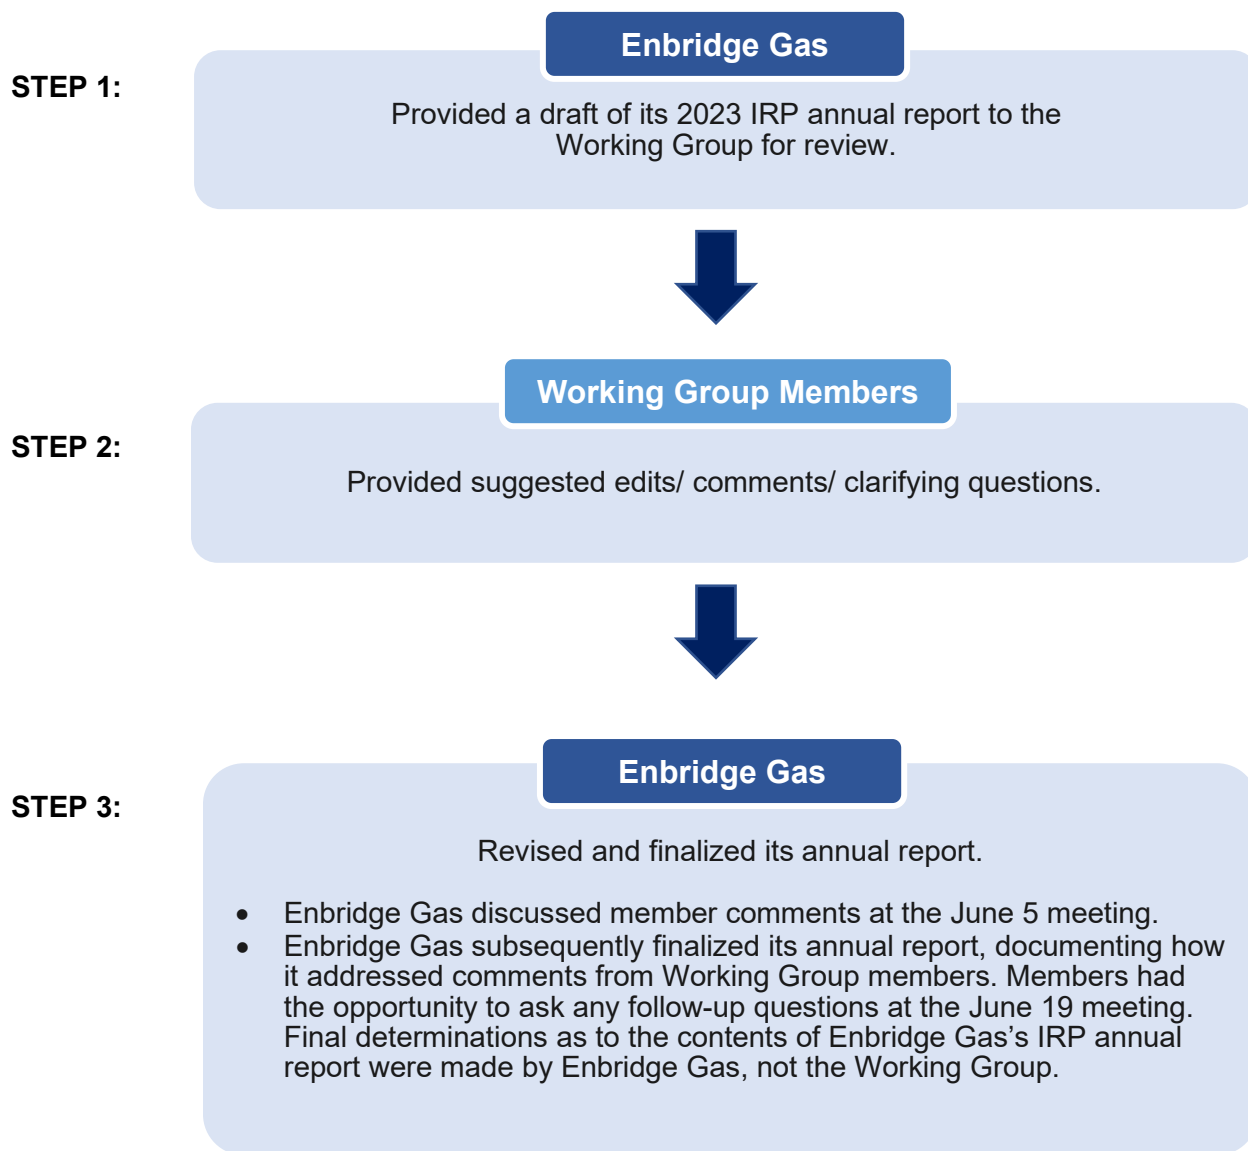 Enbridge Gas
STEP 1:
Provided a draft of its 2023 IRP annual report to the
Working Group for review.
Working Group Members
STEP 2:
Provided suggested edits/ comments/ clarifying questions.
Enbridge Gas
STEP 3:
Revised and finalized its annual report.
• Enbridge Gas discussed member comments at the June 5 meeting.
• Enbridge Gas subsequently finalized its annual report, documenting how
it addressed comments from Working Group members. Members had
the opportunity to ask any follow-up questions at the June 19 meeting.
Final determinations as to the contents of Enbridge Gas’s IRP annual
report were made by Enbridge Gas, not the Working Group.